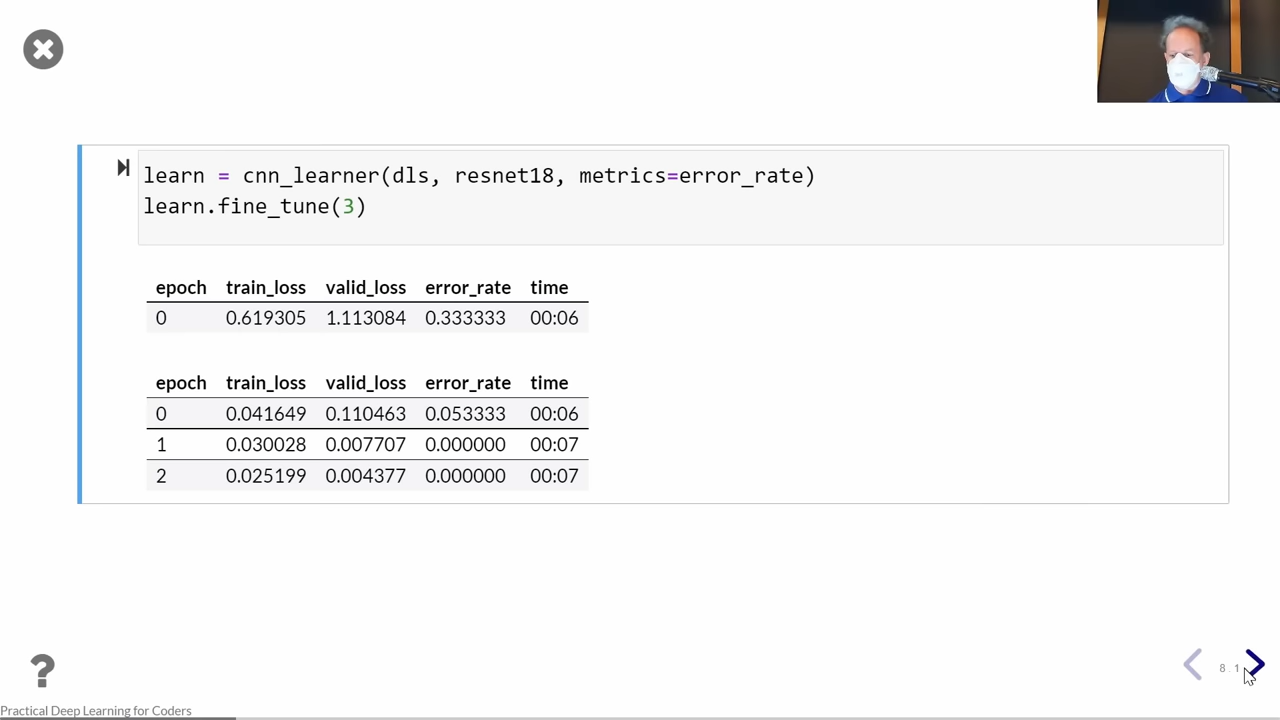 learn = cnn_learner(dls, resnet18, metrics=error_rate)
learn.fine_tune(3)
epoch train_loss valid_loss error_rate time
0 0.619305 1.113084 0.333333 00:06
epoch train_loss valid_loss error_rate time
0 0.041649 0.110463 0.053333 00:06
1 0.030028 0.007707 0.000000 00:07
2 0.025199 0.004377 0.000000 00:07
?
8.1
Practical Deep Learning for Coders